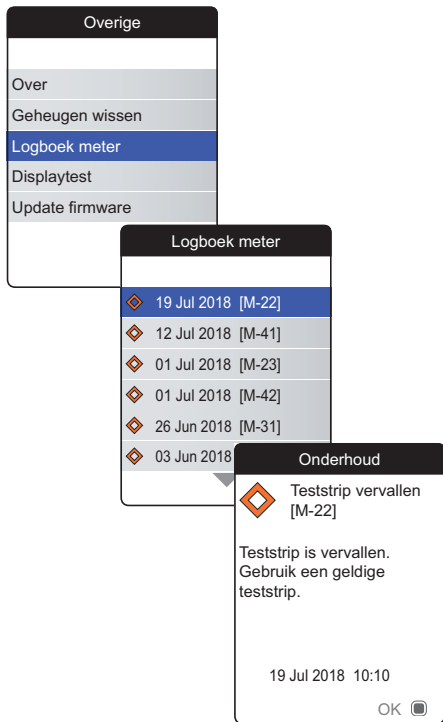 Overige
Over
Geheugen wissen
Logboek meter
Displaytest
Update firmware
Logboek meter
19 Jul 2018 [M-22]
12 Jul 2018 [M-41]
01 Jul 2018 [M-23]
01 Jul 2018 [M-42]
26 Jun 2018 [M-31]
03 Jun 2018
Onderhoud
Teststrip vervallen
[M-22]
Teststrip is vervallen.
Gebruik een geldige
teststrip.
19 Jul 2018 10:10
OK